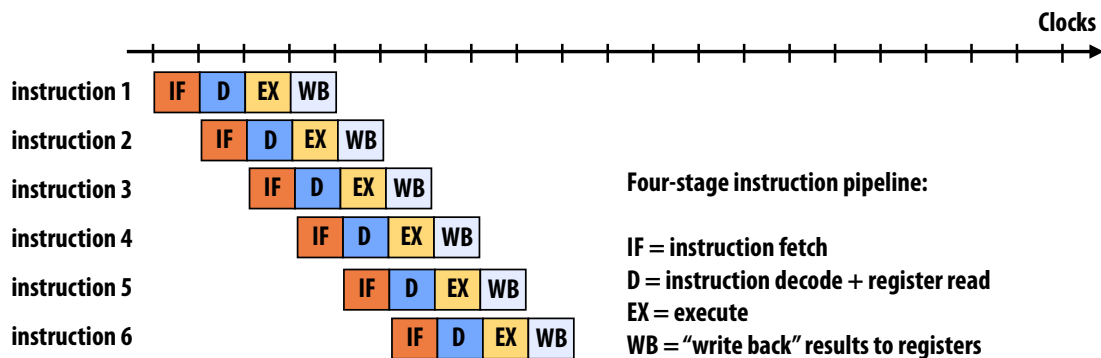 Clocks
instruction 1 IF D EX WB
instruction 2 IF D EX WB
instruction 3 IF D EX WB
instruction 4 IF D EX WB
instruction 5 IF D EX WB
instruction 6 IF D EX WB
Four-stage instruction pipeline:
IF = instruction fetch
D = instruction decode + register read
EX = execute
WB = “write back” results to registers